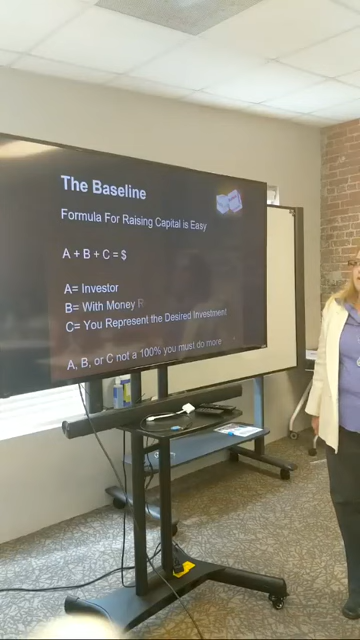 The Baseline
Formula For Raising Capital is Easy
A + B + C = $
A= Investor
B= With Money R
C= You Represent the Desired Investment
A, B, or C not a 100% you must do more